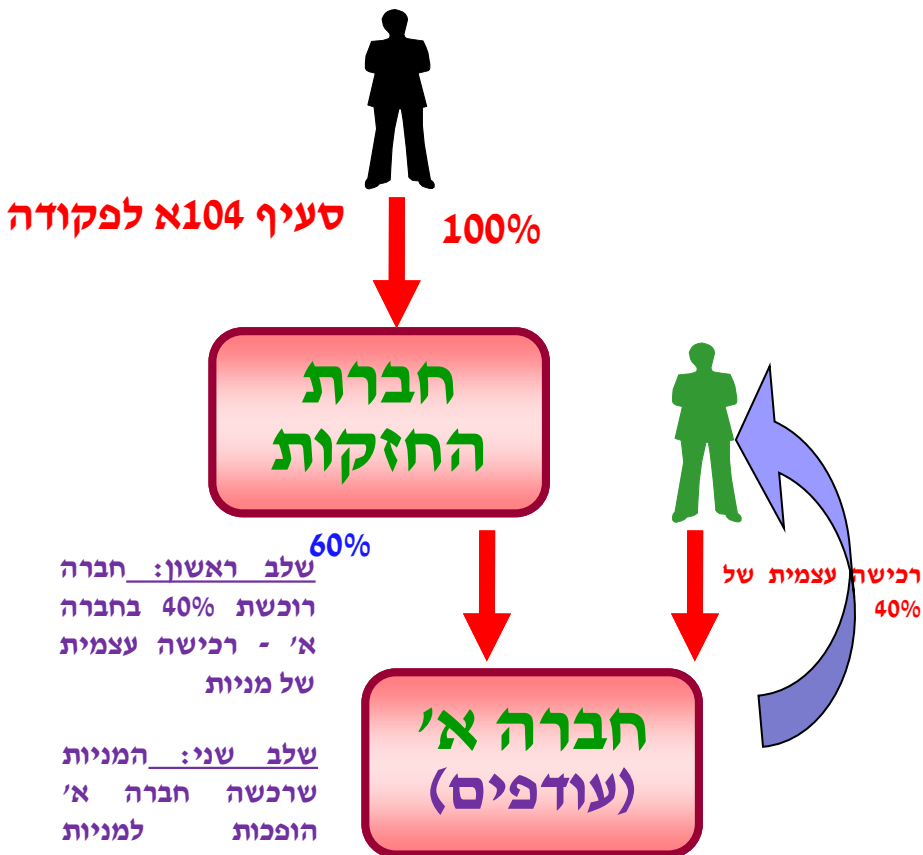 סעיף 104א לפקודה
100%
חברת
החזקות
60%
שלב ראשון: חברה
רוכשת 40% בחברה
א' - רכישה עצמית
של מניות
רכישה עצמית של
40%
חברה א'
(עודפים)
שלב שני: המניות
שרכשה חברה א'
הופכות למניות